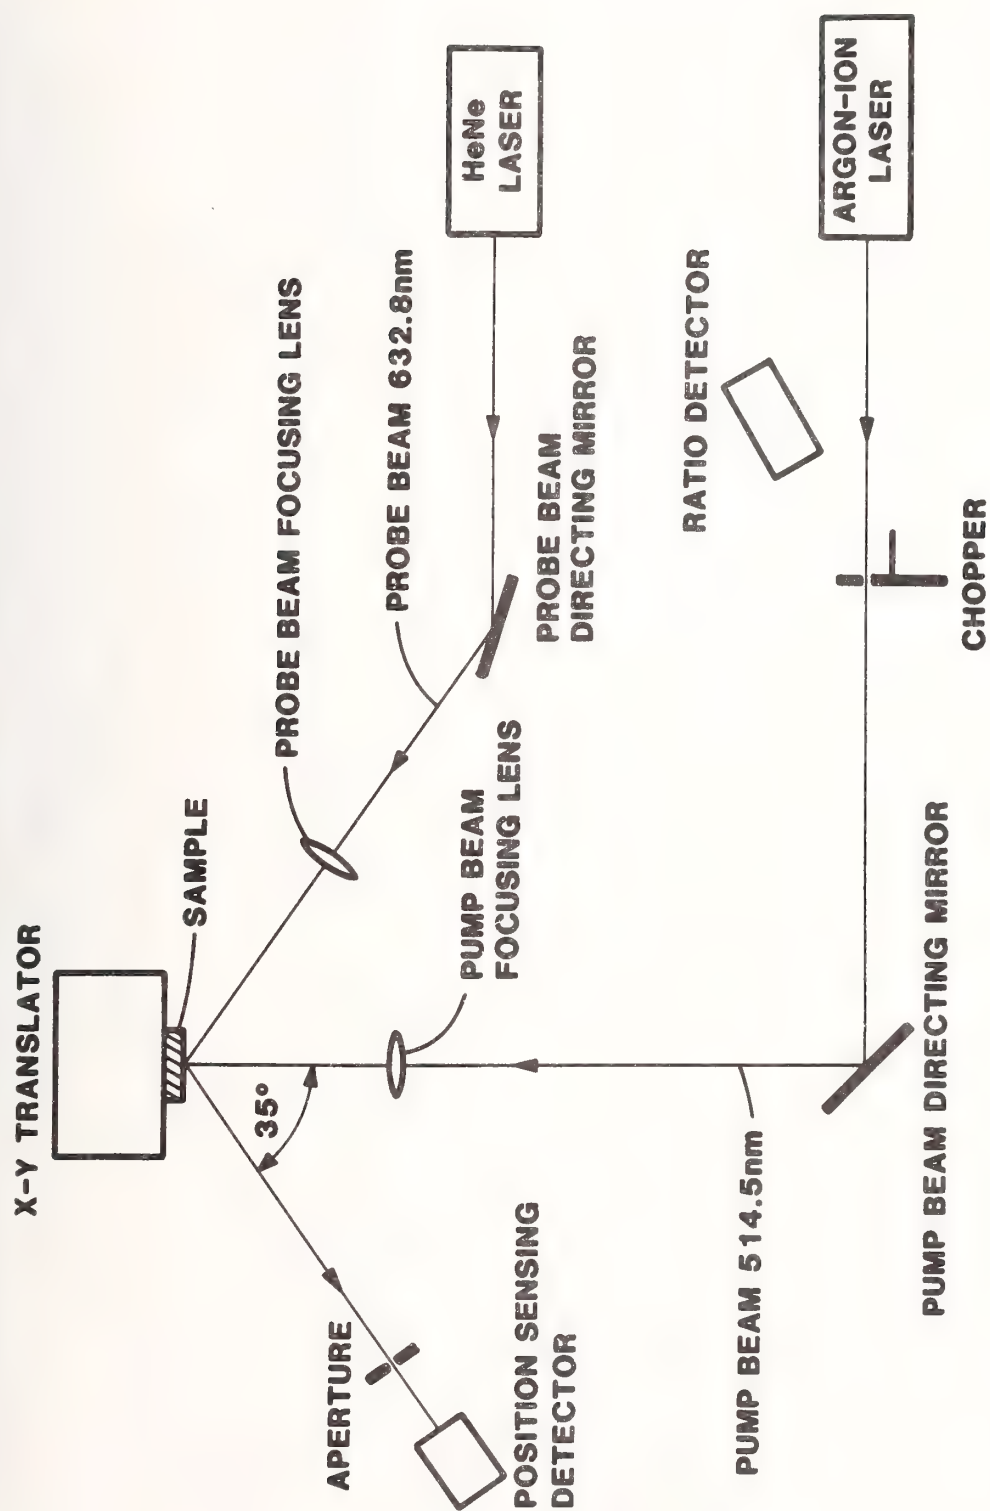 X-Y TRANSLATOR
SAMPLE
PROBE BEAM FOCUSING LENS
PROBE BEAM 632.8nm
HeNe
LASER
35°
APERTURE
POSITION SENSING
DETECTOR
PUMP BEAM
FOCUSING LENS
PROBE BEAM
DIRECTING MIRROR
RATIO DETECTOR
ARGON-ION
LASER
PUMP BEAM 514.5nm
PUMP BEAM DIRECTING MIRROR
CHOPPER